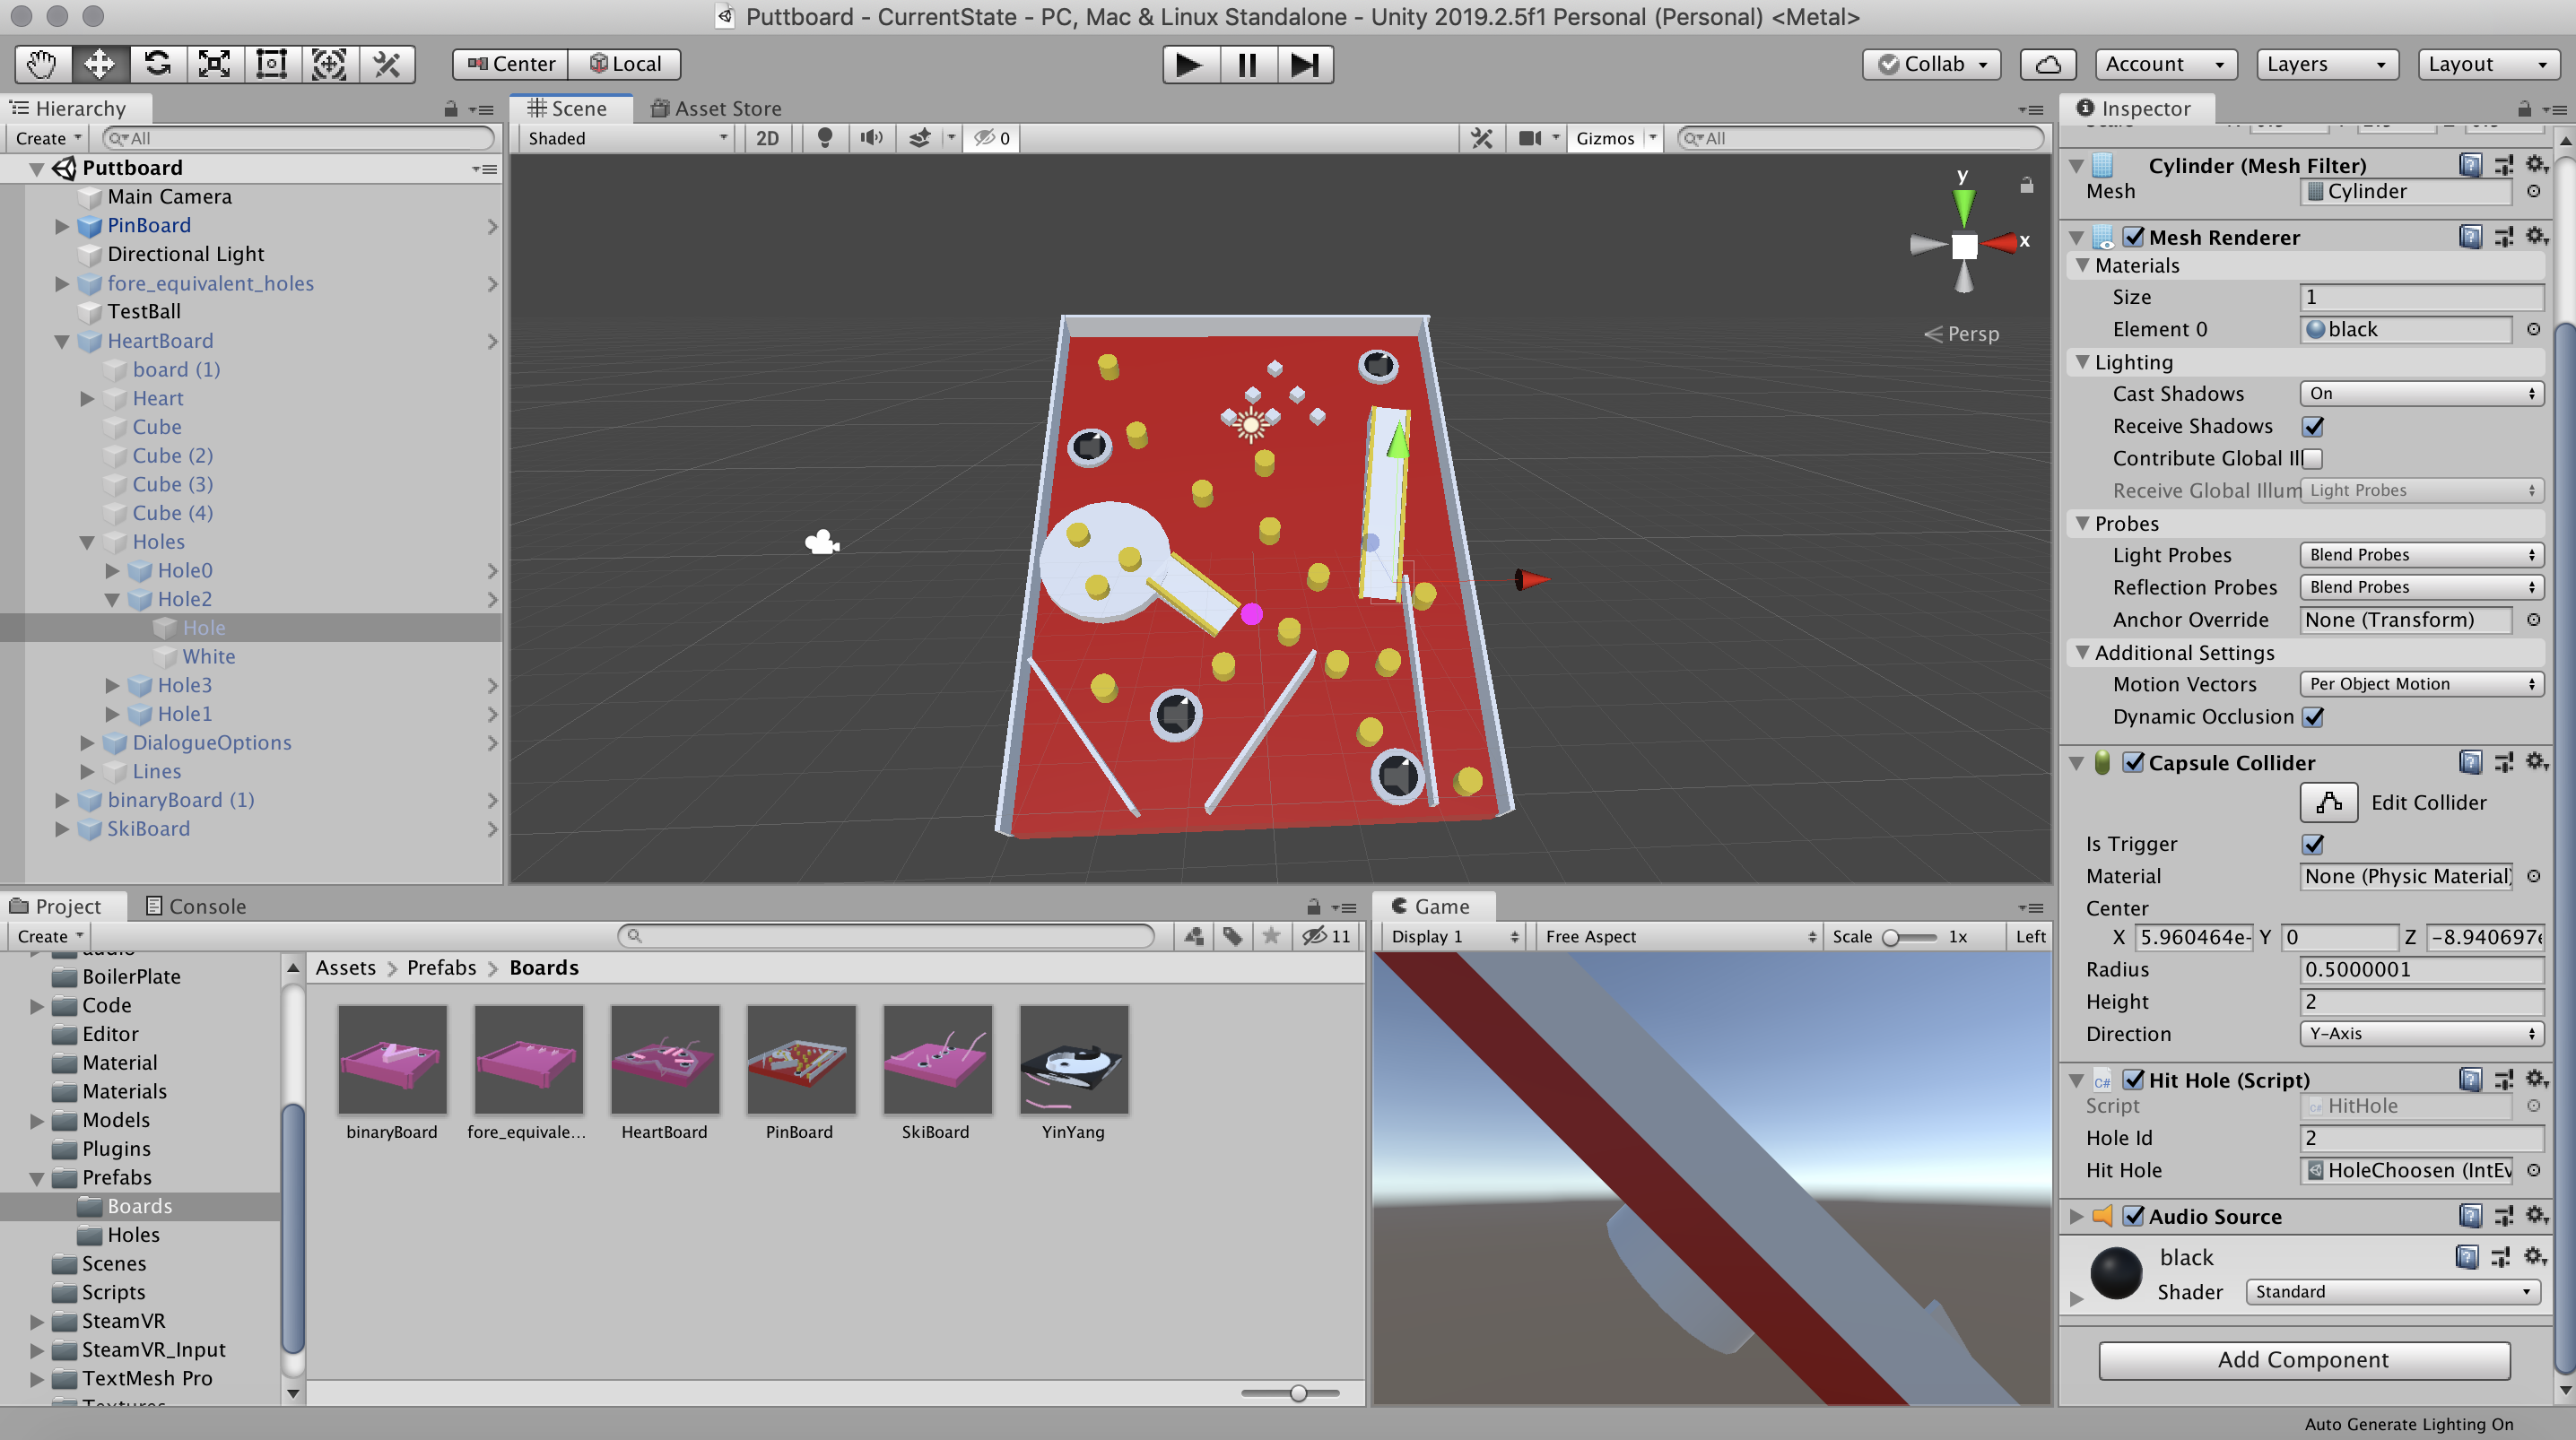 Puttboard - CurrentState - PC, Mac & Linux Standalone - Unity 2019.2.5f1 Personal (Personal) <Metal>
Center Local Collab Account Layers Layout
Hierarchy
Create All
Puttboard
Main Camera
PinBoard
Directional Light
fore_equivalent_holes
TestBall
HeartBoard
board (1)
Heart
Cube
Cube (2)
Cube (3)
Cube (4)
Holes
Hole0
Hole2
Hole
White
Hole3
Hole1
DialogueOptions
Lines
binaryBoard (1)
SkiBoard
Scene Asset Store
Shaded 2D 0 Gizmos All
y
x
Persp
Inspector
Cylinder (Mesh Filter)
Mesh Cylinder
Mesh Renderer
Materials
Size 1
Element 0 black
Lighting
Cast Shadows On
Receive Shadows
Contribute Global Ill
Receive Global Illum Light Probes
Probes
Light Probes Blend Probes
Reflection Probes Blend Probes
Anchor Override None (Transform)
Additional Settings
Motion Vectors Per Object Motion
Dynamic Occlusion
Capsule Collider
Edit Collider
Is Trigger
Material None (Physic Material)
Center
X 5.960464e- Y 0 Z -8.940697e
Radius 0.5000001
Height 2
Direction Y-Axis
Hit Hole (Script)
Script HitHole
Hole Id 2
Hit Hole HoleChoosen (IntEv
Audio Source
black
Shader Standard
Add Component
Project Console
Create 11
audio
BoilerPlate
Code
Editor
Material
Materials
Models
Plugins
Prefabs
Boards
Holes
Scenes
Scripts
SteamVR
SteamVR_Input
TextMesh Pro
Textures
Assets > Prefabs > Boards
binaryBoard fore_equivale... HeartBoard PinBoard SkiBoard YinYang
Game
Display 1 Free Aspect Scale 1x Left
Auto Generate Lighting On